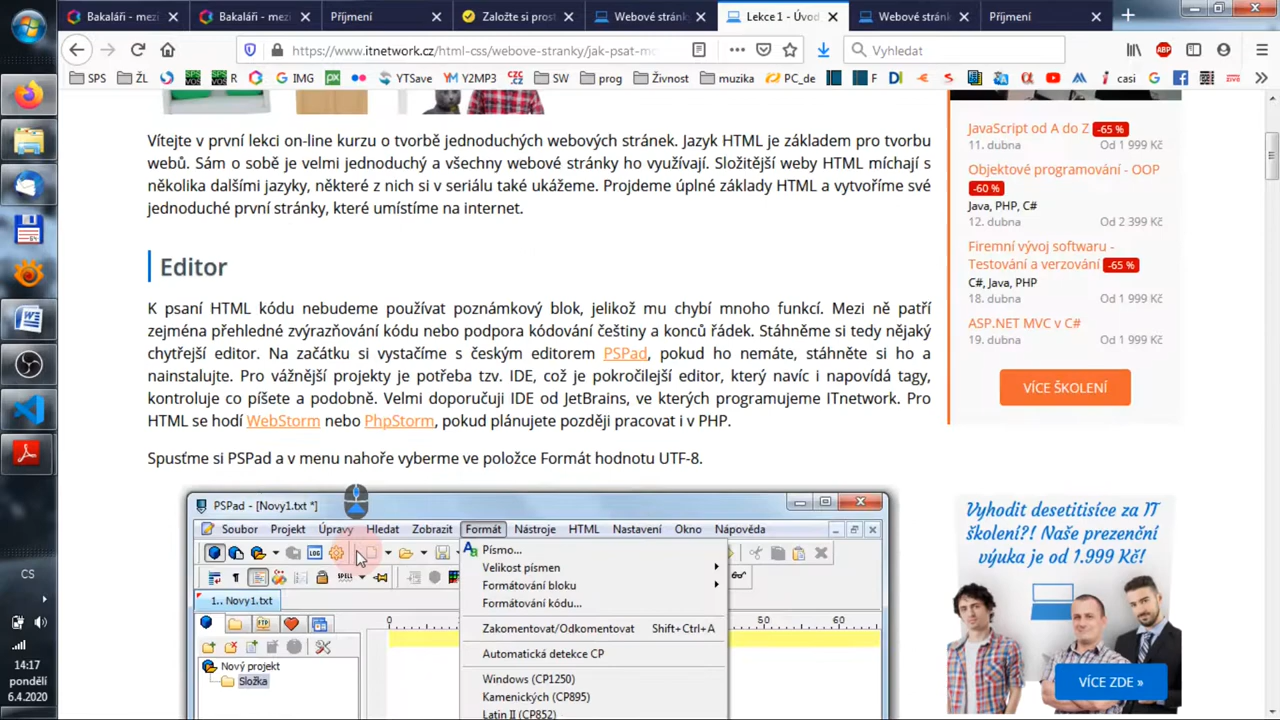 Bakaláři - mezi
Bakaláři - mezi
Příjmení
Založte si prost
Webové stránk
Lekce 1 - Úvod
Webové stránk
Příjmení
https://www.itnetwork.cz/html-css/webove-stranky/jak-psat-mo
Vyhledat
SPS
ŽL
R
IMG
YTSave
Y2MP3
SW
prog
Živnost
muzika
PC_de
F
casi
Vítejte v první lekci on-line kurzu o tvorbě jednoduchých webových stránek. Jazyk HTML je základem pro tvorbu
webů. Sám o sobě je velmi jednoduchý a všechny webové stránky ho využívají. Složitější weby HTML míchají s
několika dalšími jazyky, některé z nich si v seriálu také ukážeme. Projdeme úplné základy HTML a vytvoříme své
jednoduché první stránky, které umístíme na internet.
Editor
K psaní HTML kódu nebudeme používat poznámkový blok, jelikož mu chybí mnoho funkcí. Mezi ně patří
zejména přehledné zvýrazňování kódu nebo podpora kódování češtiny a konců řádek. Stáhněme si tedy nějaký
chytřejší editor. Na začátku si vystačíme s českým editorem PSPad, pokud ho nemáte, stáhněte si ho a
nainstalujte. Pro vážnější projekty je potřeba tzv. IDE, což je pokročilejší editor, který navíc i napovídá tagy,
kontroluje co píšete a podobně. Velmi doporučuji IDE od JetBrains, ve kterých programujeme ITnetwork. Pro
HTML se hodí WebStorm nebo PhpStorm, pokud plánujete později pracovat i v PHP.
Spusťme si PSPad a v menu nahoře vyberme ve položce Formát hodnotu UTF-8.
PSPad - [Novy1.txt *]
Soubor Projekt Úpravy Hledat Zobrazit Formát Nástroje HTML Nastavení Okno Nápověda
LOG
1.. Novy1.txt
0
50
60
Nový projekt
Složka
Písmo...
Velikost písmen
Formátování bloku
Formátování kódu...
Zakomentovat/Odkomentovat Shift+Ctrl+A
Automatická detekce CP
Windows (CP1250)
Kamenických (CP895)
Latin II (CP852)
JavaScript od A do Z -65 %
11. dubna Od 1 999 Kč
Objektové programování - OOP
-60 %
Java, PHP, C#
12. dubna Od 2 399 Kč
Firemní vývoj softwaru -
Testování a verzování -65 %
C#, Java, PHP
18. dubna Od 1 999 Kč
ASP.NET MVC v C#
19. dubna Od 1 999 Kč
VÍCE ŠKOLENÍ
Vyhoď desetitisíce za IT
školení?! Naše prezenční
výuka je od 1.999 Kč!
VÍCE ZDE »
CS
14:17
pondělí
6.4.2020